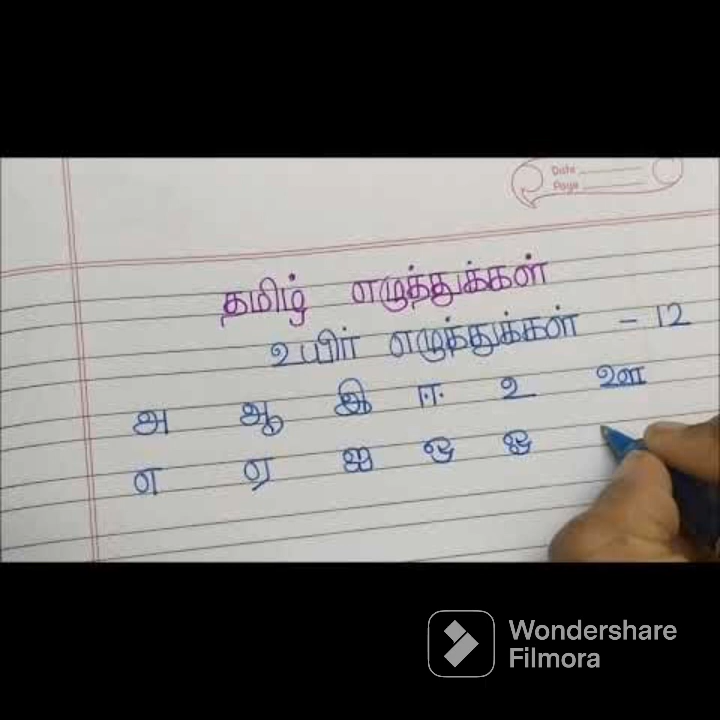 Date
Page
தமிழ் எழுத்துக்கள்
உயிர் எழுத்துக்கள் - 12
அ ஆ இ ஈ உ ஊ
எ ஏ ஐ ஒ ஓ
Wondershare
Filmora